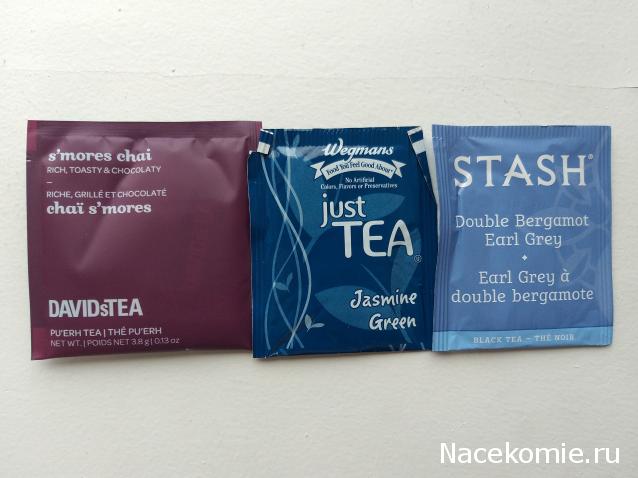 s'mores chai
RICH, TOASTY & CHOCOLATY
–
RICHE, GRILLÉ ET CHOCOLATÉ
chaï s'mores
DAVIDsTEA
PU'ERH TEA | THÉ PU'ERH
NET WT. | POIDS NET 3.8 g | 0.13 oz
Wegmans
Food You Feel Good About®
No Artificial
Colors, Flavors or Preservatives
just
TEA®
Jasmine
Green
STASH®
Double Bergamot
Earl Grey
Earl Grey à
double bergamote
BLACK TEA – THÉ NOIR
Nacekomie.ru